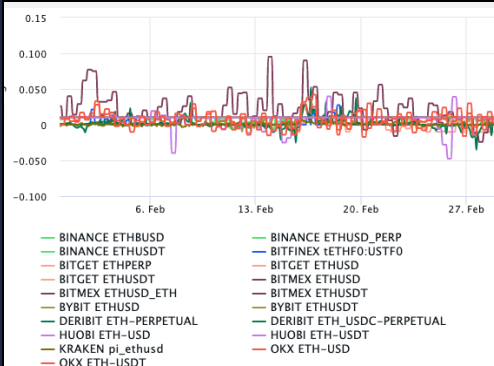 0.15
0.100
0.050
0
−0.050
−0.100
6. Feb 13. Feb 20. Feb 27. Feb
BINANCE ETHBUSD BINANCE ETHUSD_PERP
BINANCE ETHUSDT BITFINEX tETHF0:USTF0
BITGET ETHPERP BITGET ETHUSD
BITGET ETHUSDT BITMEX ETHUSD
BITMEX ETHUSD_ETH BITMEX ETHUSDT
BYBIT ETHUSD BYBIT ETHUSDT
DERIBIT ETH-PERPETUAL DERIBIT ETH_USDC-PERPETUAL
HUOBI ETH-USD HUOBI ETH-USDT
KRAKEN pi_ethusd OKX ETH-USD
OKX ETH-USDT